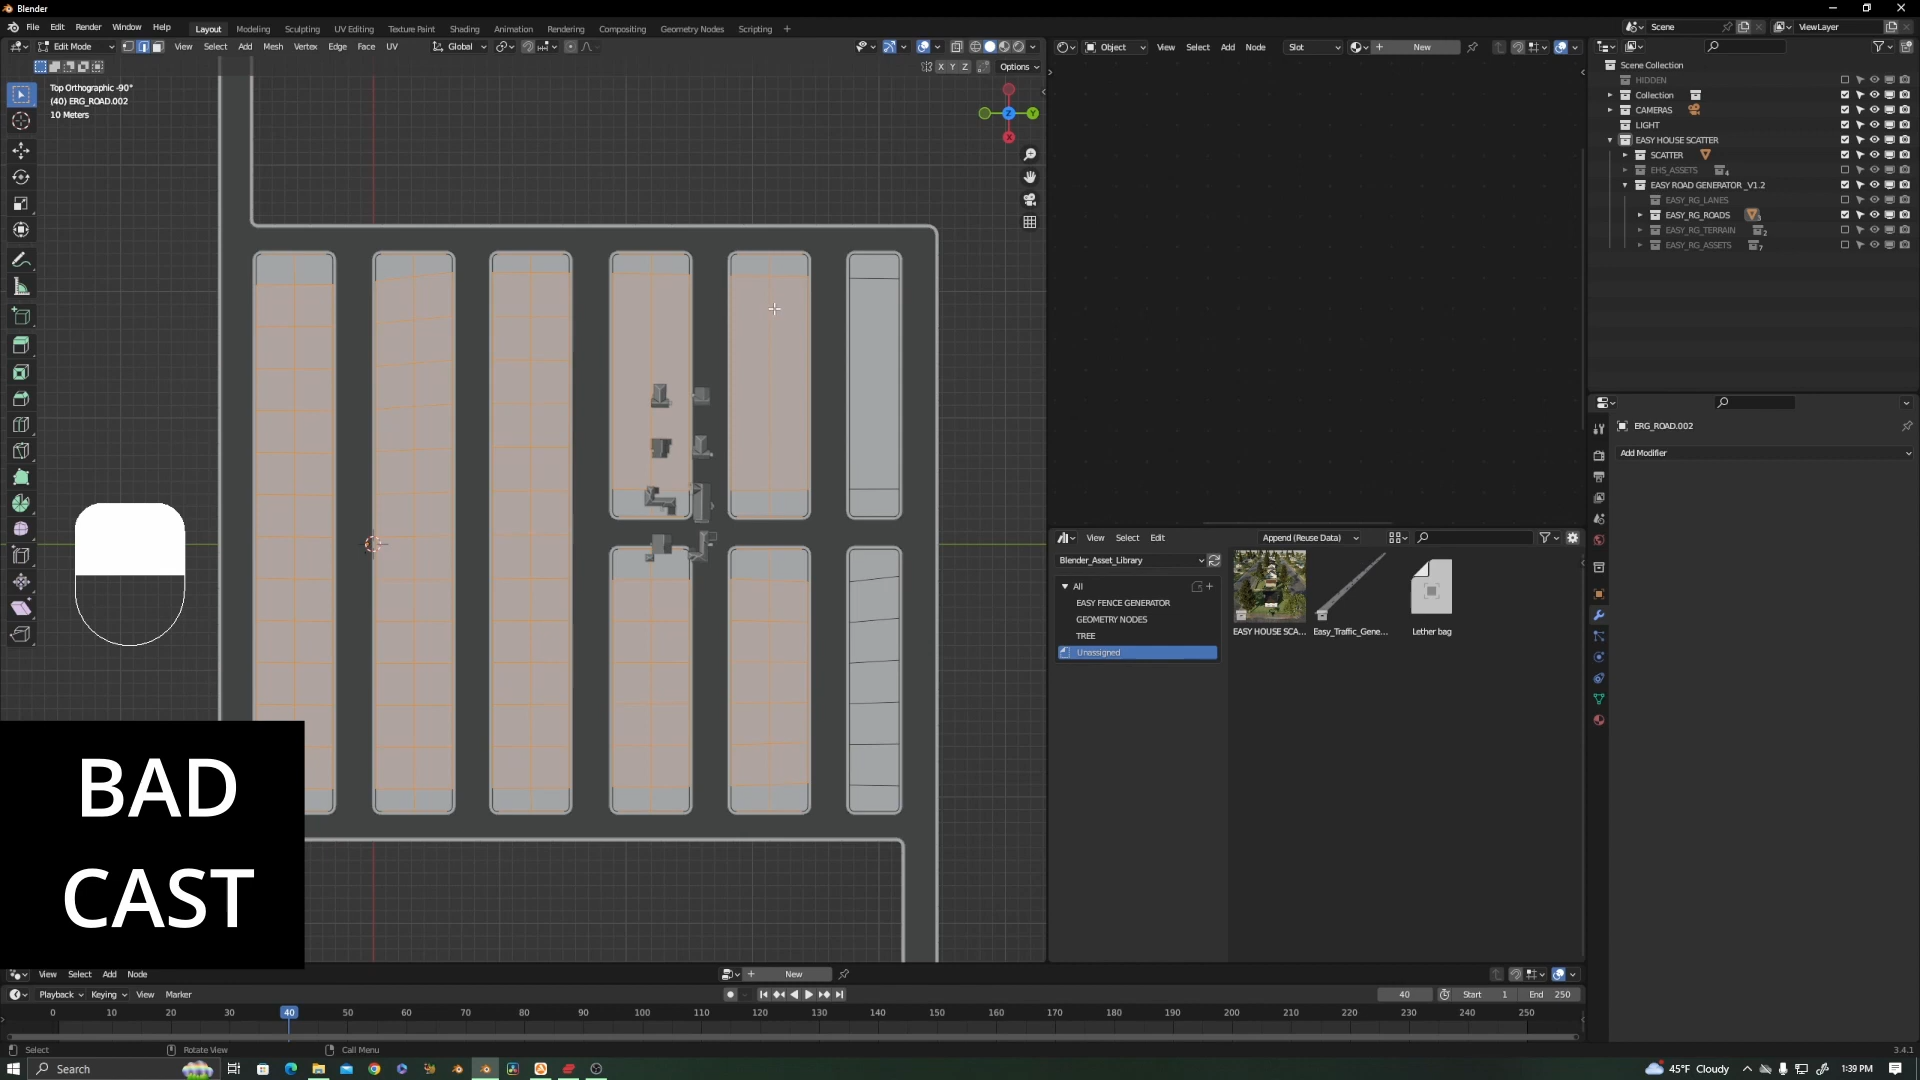 Blender
File Edit Render Window Help
Layout Modeling Sculpting UV Editing Texture Paint Shading Animation Rendering Compositing Geometry Nodes Scripting +
Scene
ViewLayer
Edit Mode View Select Add Mesh Vertex Edge Face UV
Global
X Y Z
Options
Object View Select Add Node Slot New
Top Orthographic -90°
(40) ERG_ROAD.002
10 Meters
Y
Z
X
Scene Collection
HIDDEN
Collection
CAMERAS
LIGHT
EASY HOUSE SCATTER
SCATTER
EHS_ASSETS 4
EASY ROAD GENERATOR _V1.2
EASY_RG_LANES
EASY_RG_ROADS
EASY_RG_TERRAIN 2
EASY_RG_ASSETS 7
ERG_ROAD.002
Add Modifier
View Select Edit
Append (Reuse Data)
Blender_Asset_Library
All
EASY FENCE GENERATOR
GEOMETRY NODES
TREE
Unassigned
EASY HOUSE SCA...
Easy_Traffic_Gene...
Lether bag
BAD
CAST
View Select Add Node
New
Playback Keying View Marker
40 Start 1 End 250
0 10 20 30 40 50 60 70 80 90 100 110 120 130 140 150 160 170 180 190 200 210 220 230 240 250
Select Rotate View Call Menu
3.4.1
Search
45°F Cloudy
1:39 PM